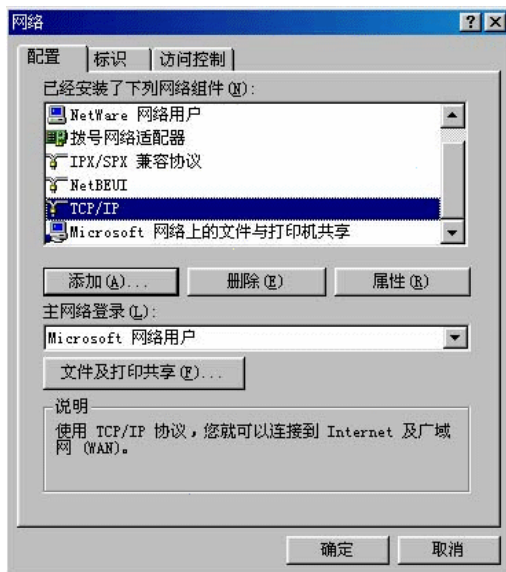 网络
配置 标识 访问控制
已经安装了下列网络组件(N):
NetWare 网络用户
拨号网络适配器
IPX/SPX 兼容协议
NetBEUI
TCP/IP
Microsoft 网络上的文件与打印机共享
添加(A)... 删除(E) 属性(R)
主网络登录(L):
Microsoft 网络用户
文件及打印共享(F)...
说明
使用 TCP/IP 协议，您就可以连接到 Internet 及广域
网 (WAN)。
确定 取消